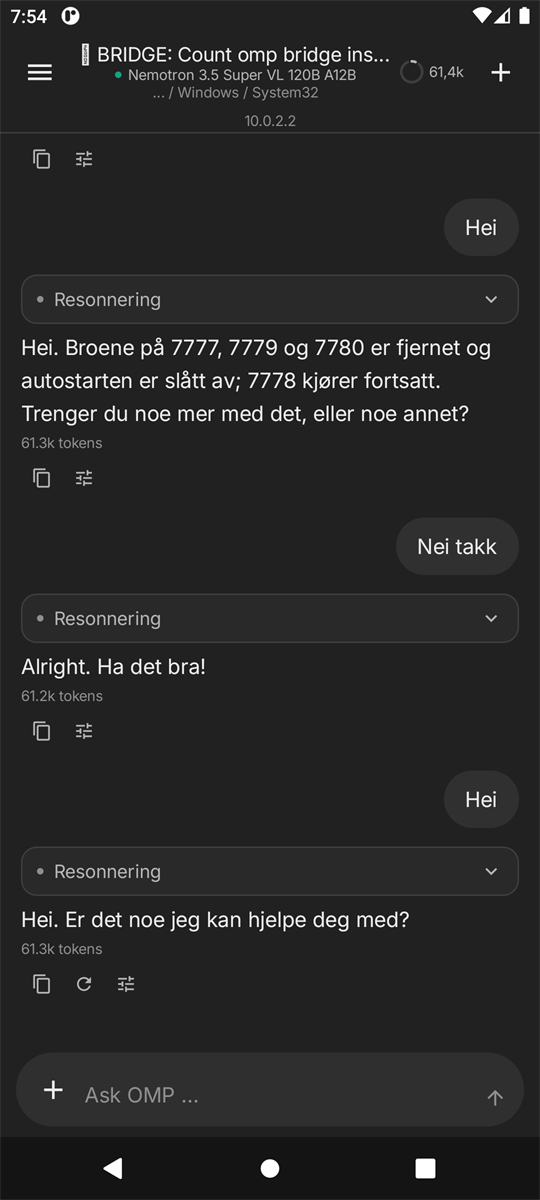 7:54
BRIDGE: Count omp bridge ins...
Nemotron 3.5 Super VL 120B A12B
... / Windows / System32
61,4k
10.0.2.2
Hei
Resonnering
Hei. Broene på 7777, 7779 og 7780 er fjernet og
autostarten er slått av; 7778 kjører fortsatt.
Trenger du noe mer med det, eller noe annet?
61.3k tokens
Nei takk
Resonnering
Alright. Ha det bra!
61.2k tokens
Hei
Resonnering
Hei. Er det noe jeg kan hjelpe deg med?
61.3k tokens
Ask OMP ...